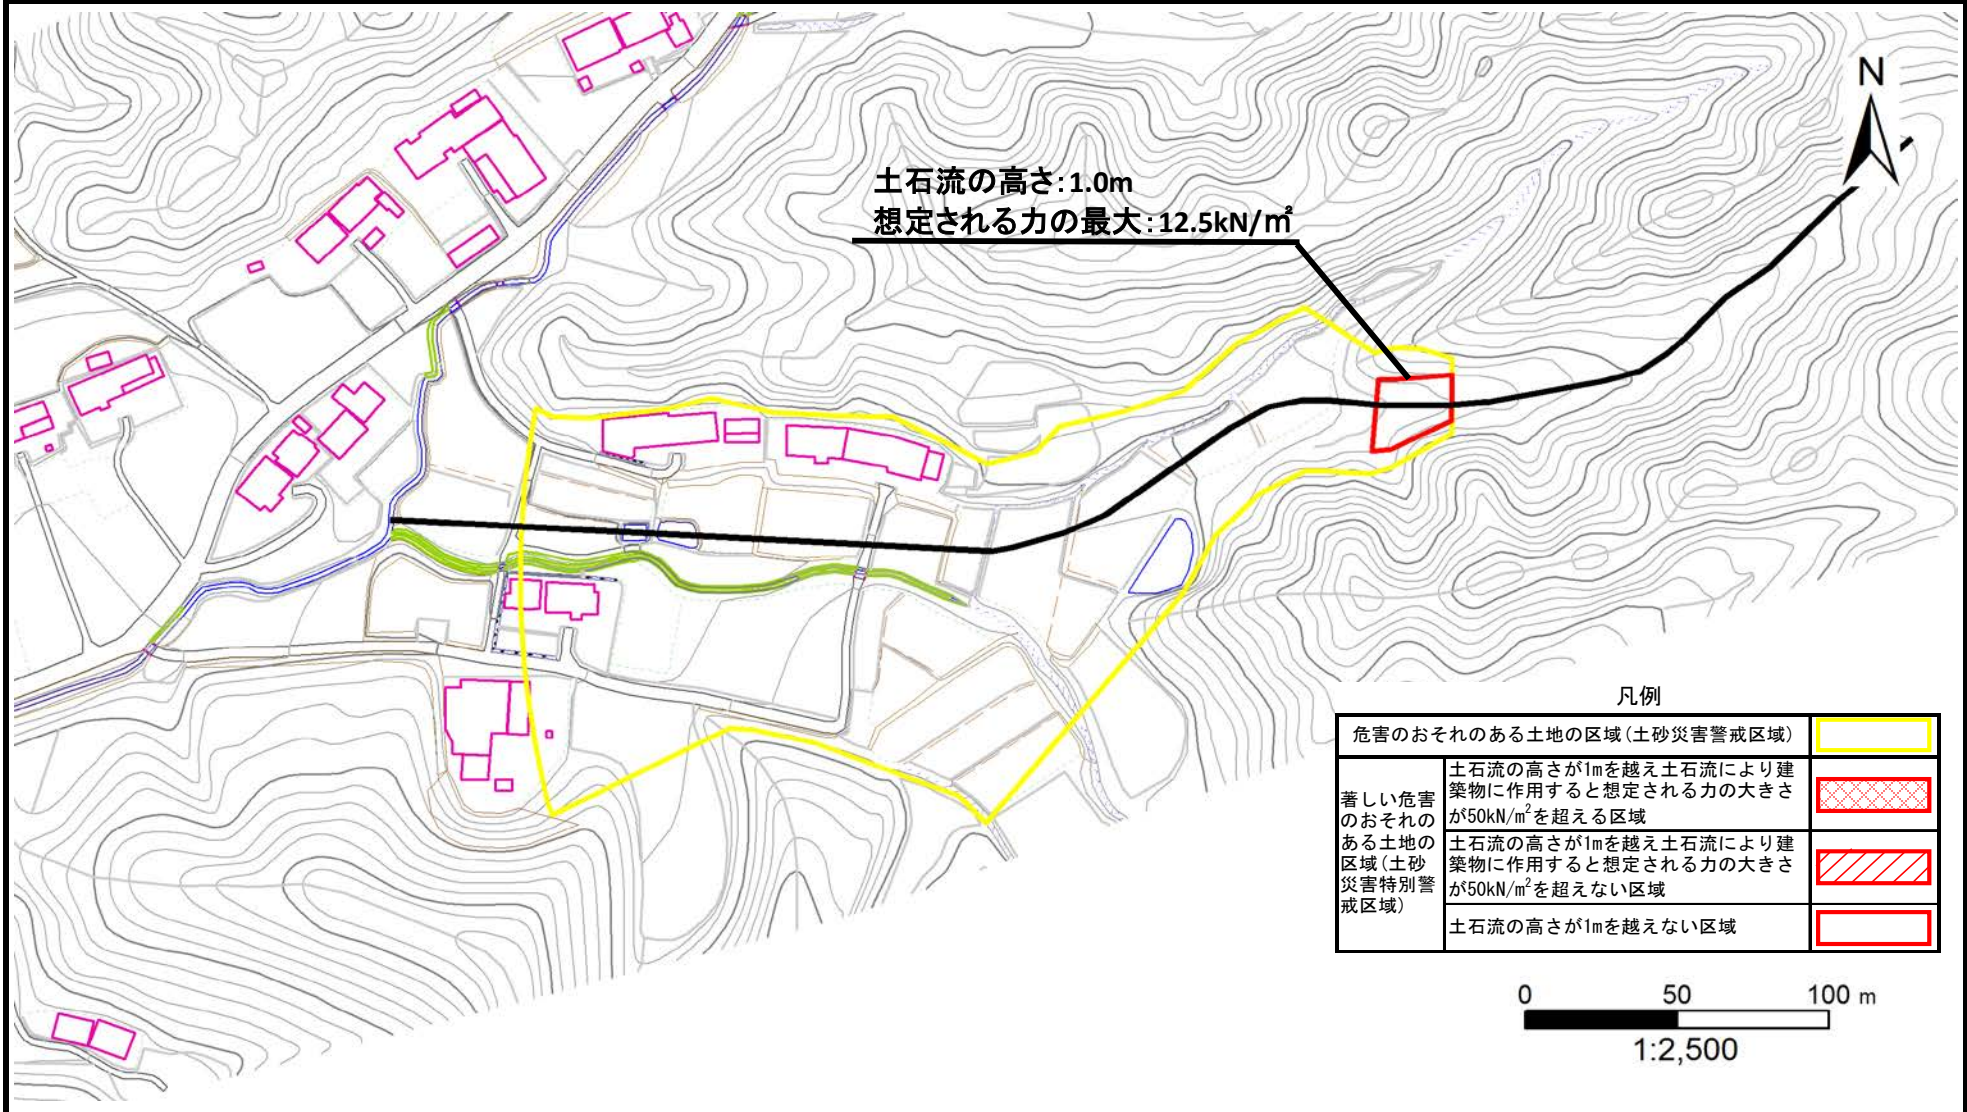 N
土石流の高さ:1.0m
想定される力の最大:12.5kN/㎡
凡例
危害のおそれのある土地の区域(土砂災害警戒区域)
著しい危害
のおそれの
ある土地の
区域(土砂
災害特別警
戒区域)
土石流の高さが1mを越え土石流により建
築物に作用すると想定される力の大きさ
が50kN/m²を超える区域
土石流の高さが1mを越え土石流により建
築物に作用すると想定される力の大きさ
が50kN/m²を超えない区域
土石流の高さが1mを越えない区域
0 50 100 m
1:2,500